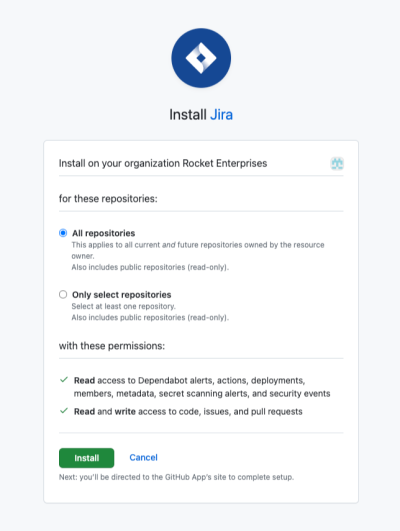 Install Jira
Install on your organization Rocket Enterprises
for these repositories:
All repositories
This applies to all current and future repositories owned by the resource
owner.
Also includes public repositories (read-only).
Only select repositories
Select at least one repository.
Also includes public repositories (read-only).
with these permissions:
Read access to Dependabot alerts, actions, deployments,
members, metadata, secret scanning alerts, and security events
Read and write access to code, issues, and pull requests
Install Cancel
Next: you'll be directed to the GitHub App's site to complete setup.